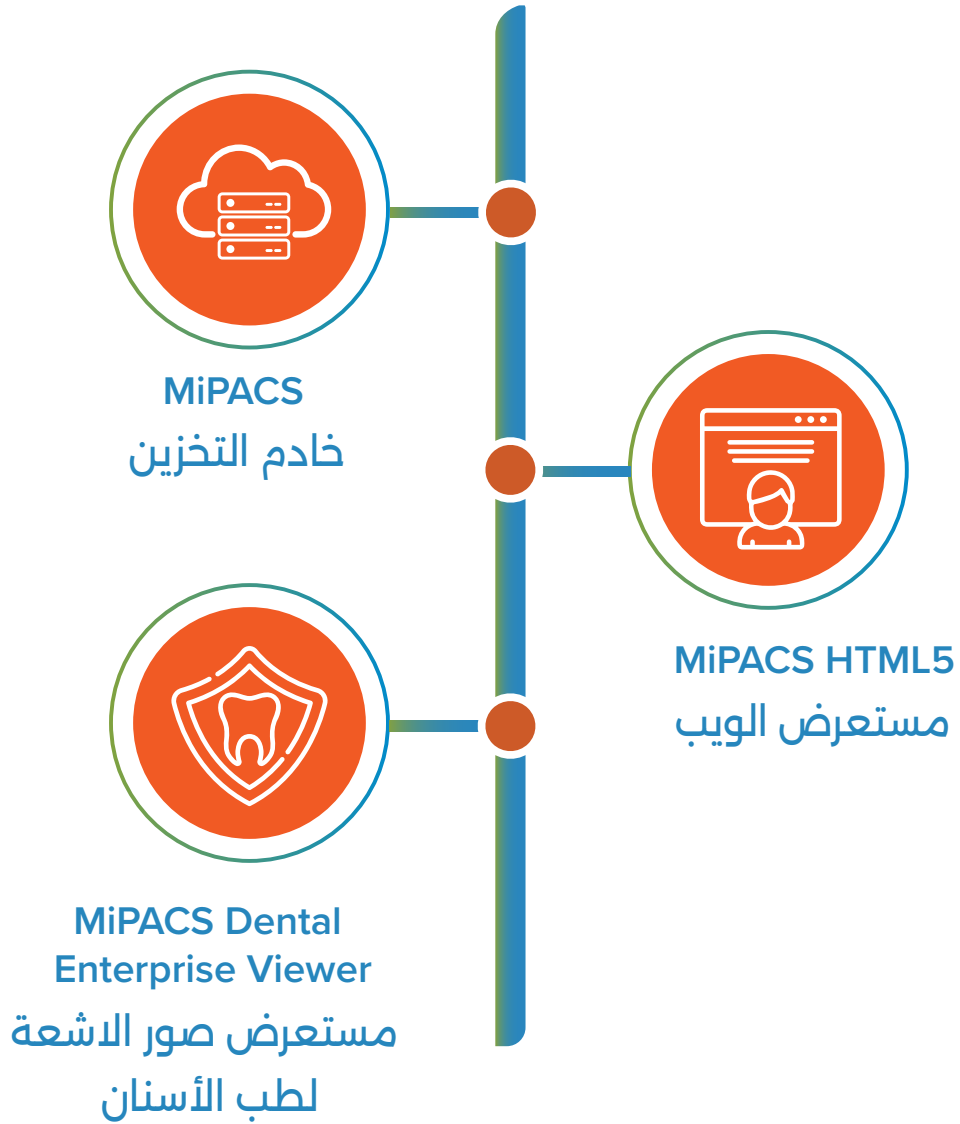 MiPACS
خادم التخزين
MiPACS HTML5
مستعرض الويب
MiPACS Dental
Enterprise Viewer
مستعرض صور الاشعة
لطب الأسنان